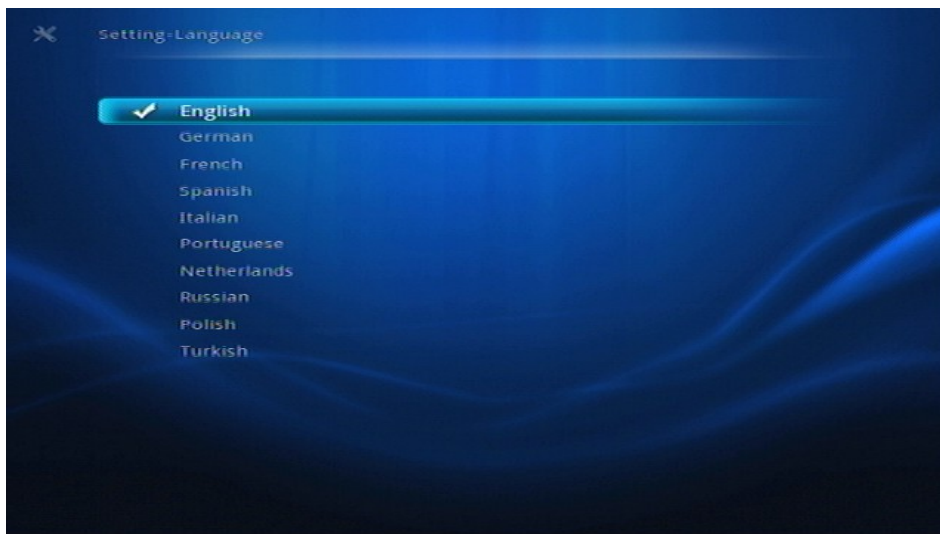 Setting-Language
English
German
French
Spanish
Italian
Portuguese
Netherlands
Russian
Polish
Turkish